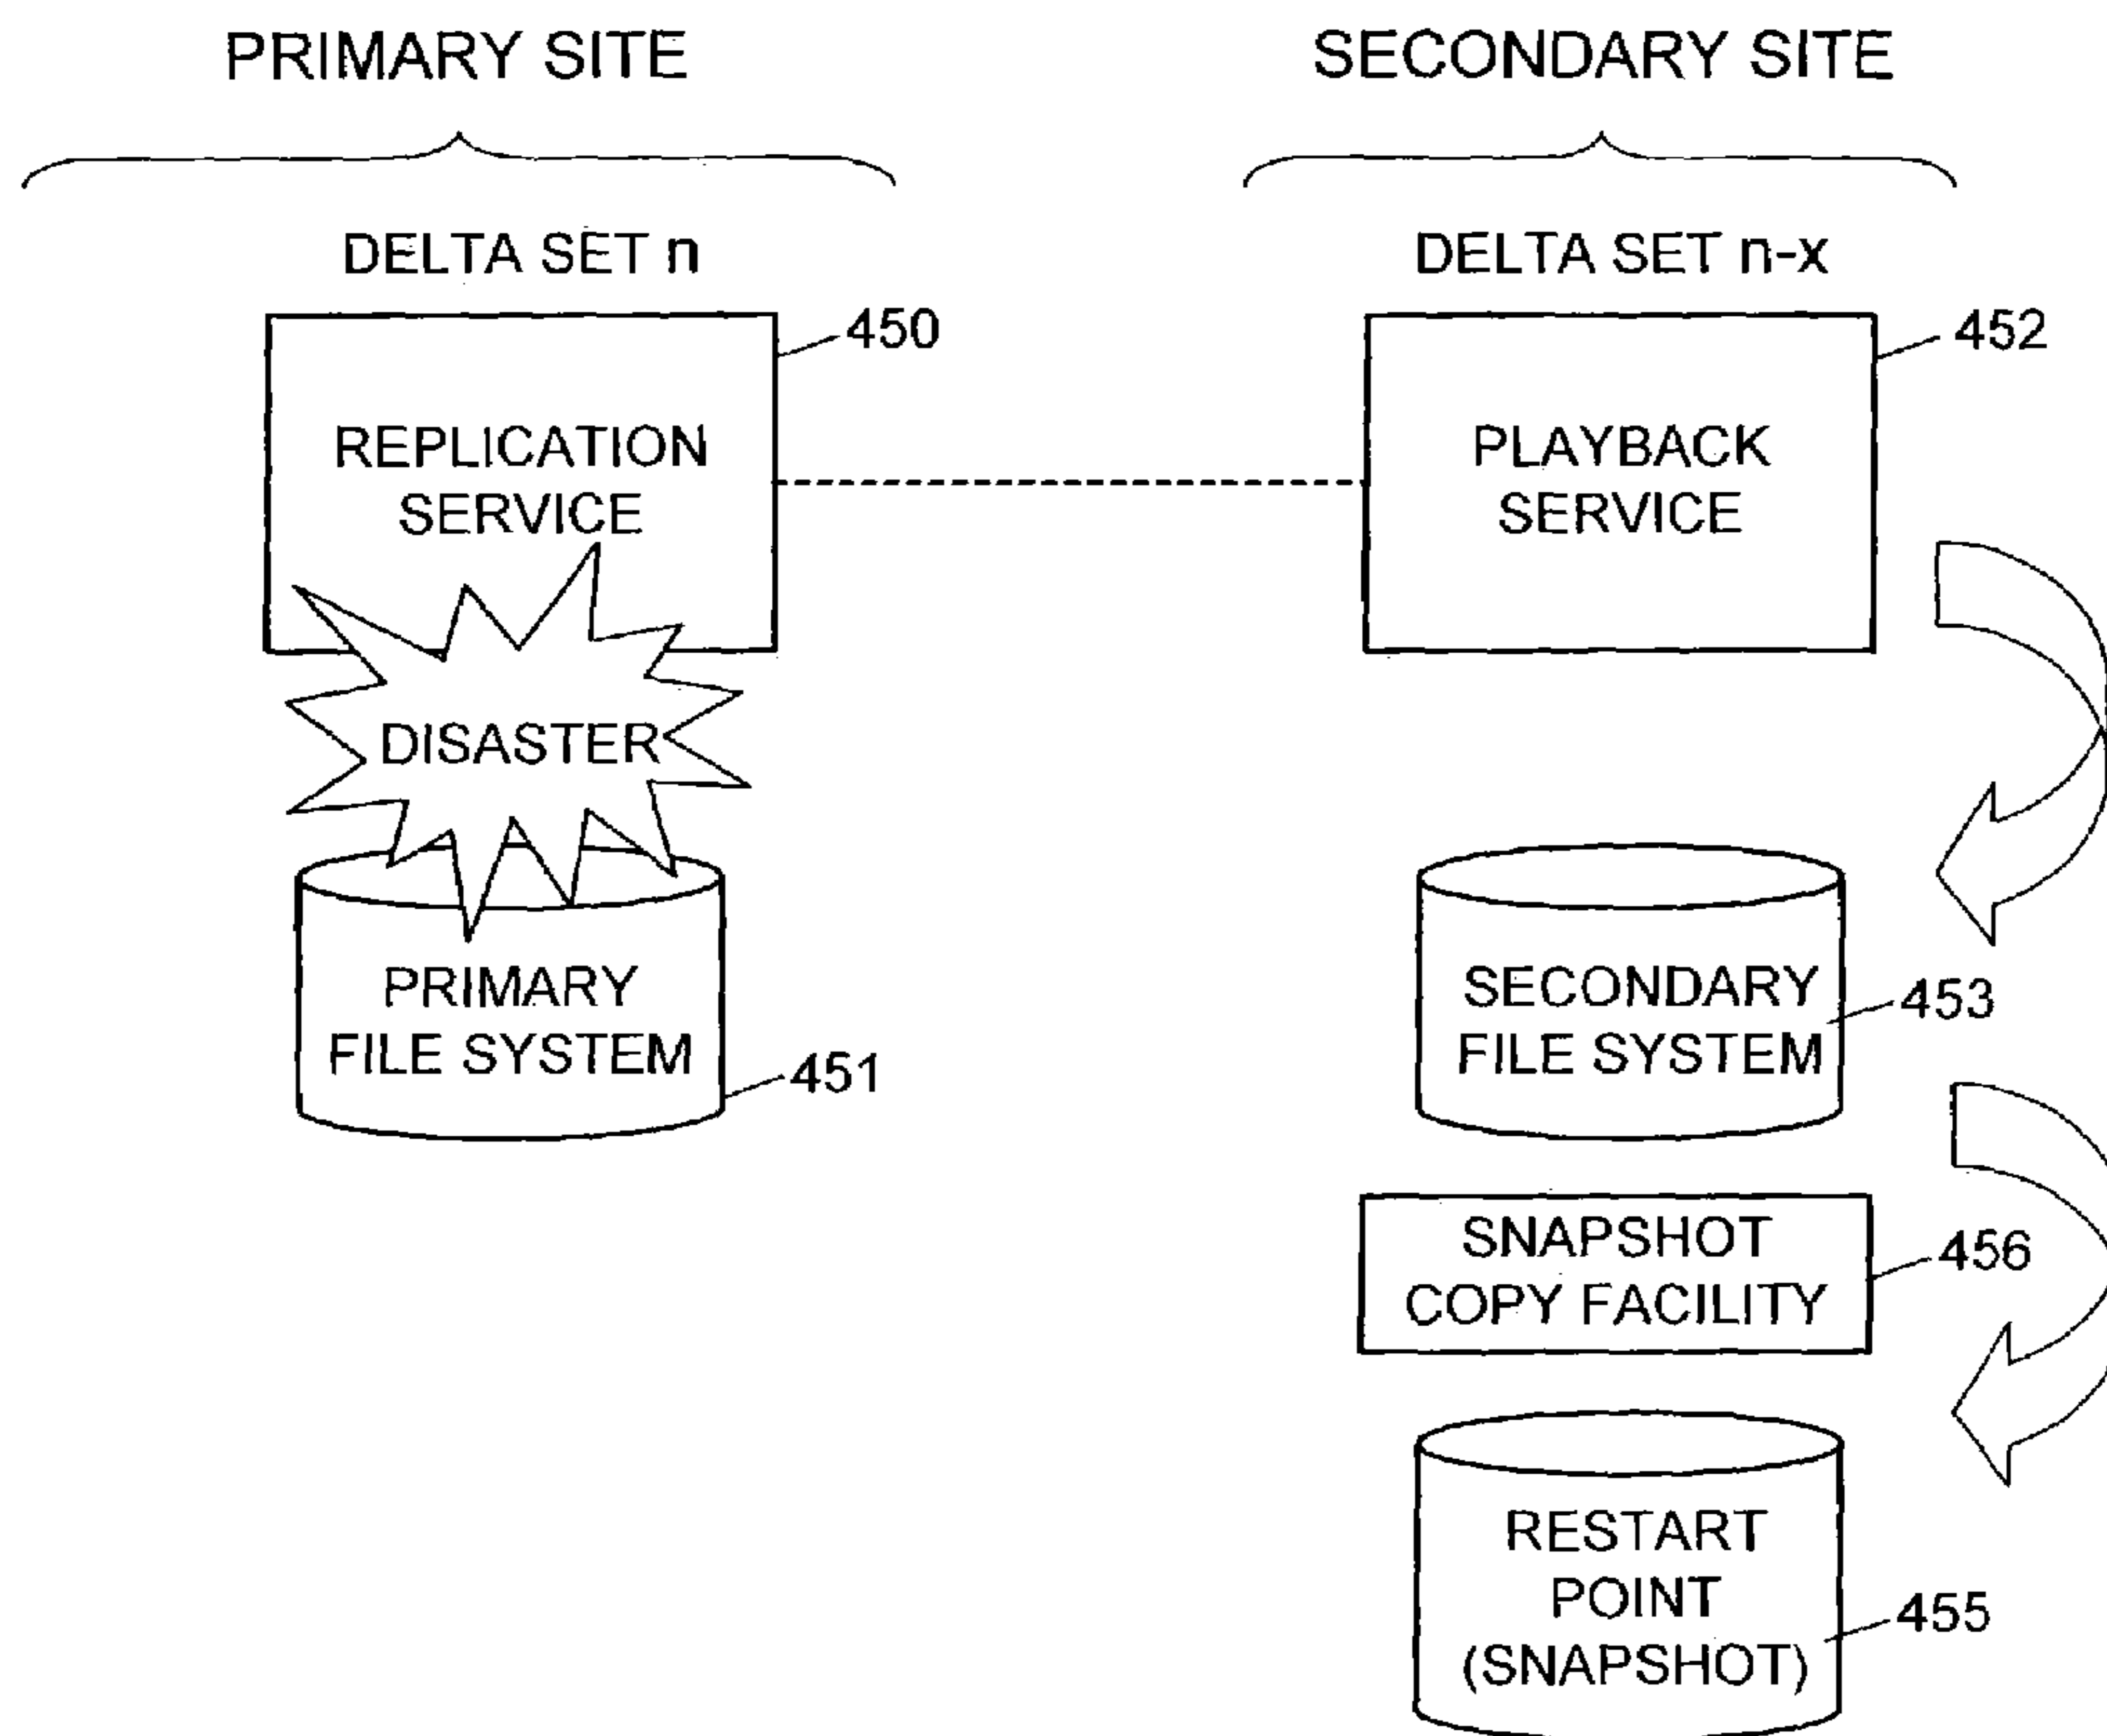 PRIMARY SITE
SECONDARY SITE
DELTA SET n
DELTA SET n-x
450
452
REPLICATION
SERVICE
PLAYBACK
SERVICE
DISASTER
PRIMARY
FILE SYSTEM
451
SECONDARY
FILE SYSTEM
453
SNAPSHOT
COPY FACILITY
456
RESTART
POINT
(SNAPSHOT)
455